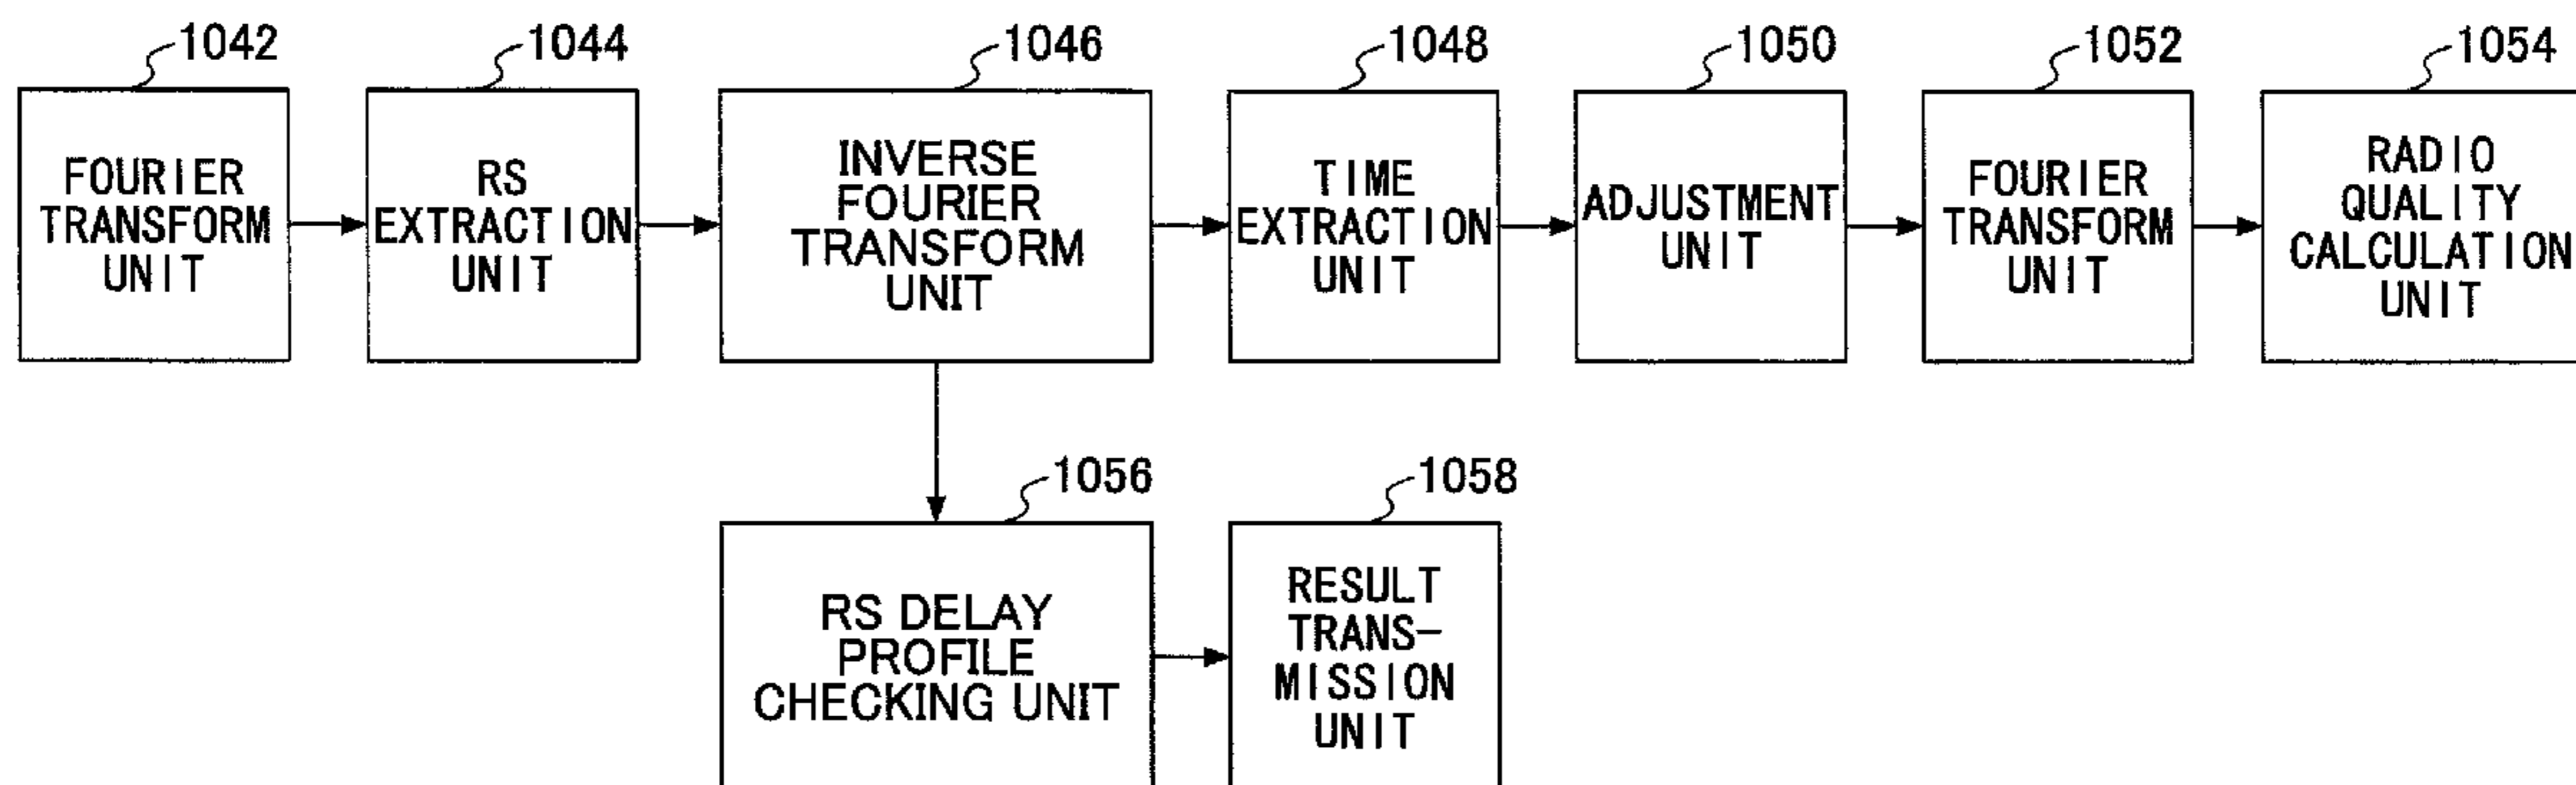 1042
1044
1046
1048
1050
1052
1054
FOURIER
TRANSFORM
UNIT
RS
EXTRACTION
UNIT
INVERSE
FOURIER
TRANSFORM
UNIT
TIME
EXTRACTION
UNIT
ADJUSTMENT
UNIT
FOURIER
TRANSFORM
UNIT
RADIO
QUALITY
CALCULATION
UNIT
1056
1058
RS DELAY
PROFILE
CHECKING UNIT
RESULT
TRANS-
MISSION
UNIT